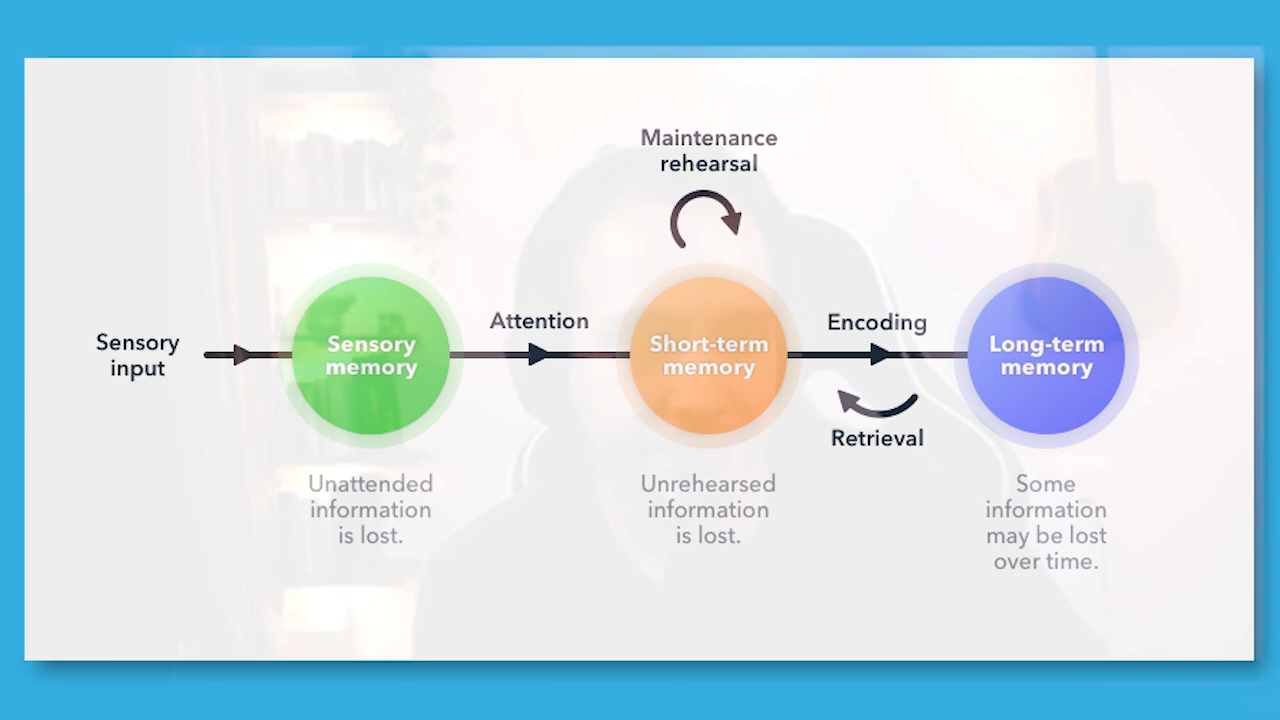 Maintenance
rehearsal
Sensory
input
Sensory
memory
Attention
Short-term
memory
Encoding
Retrieval
Long-term
memory
Unattended
information
is lost.
Unrehearsed
information
is lost.
Some
information
may be lost
over time.